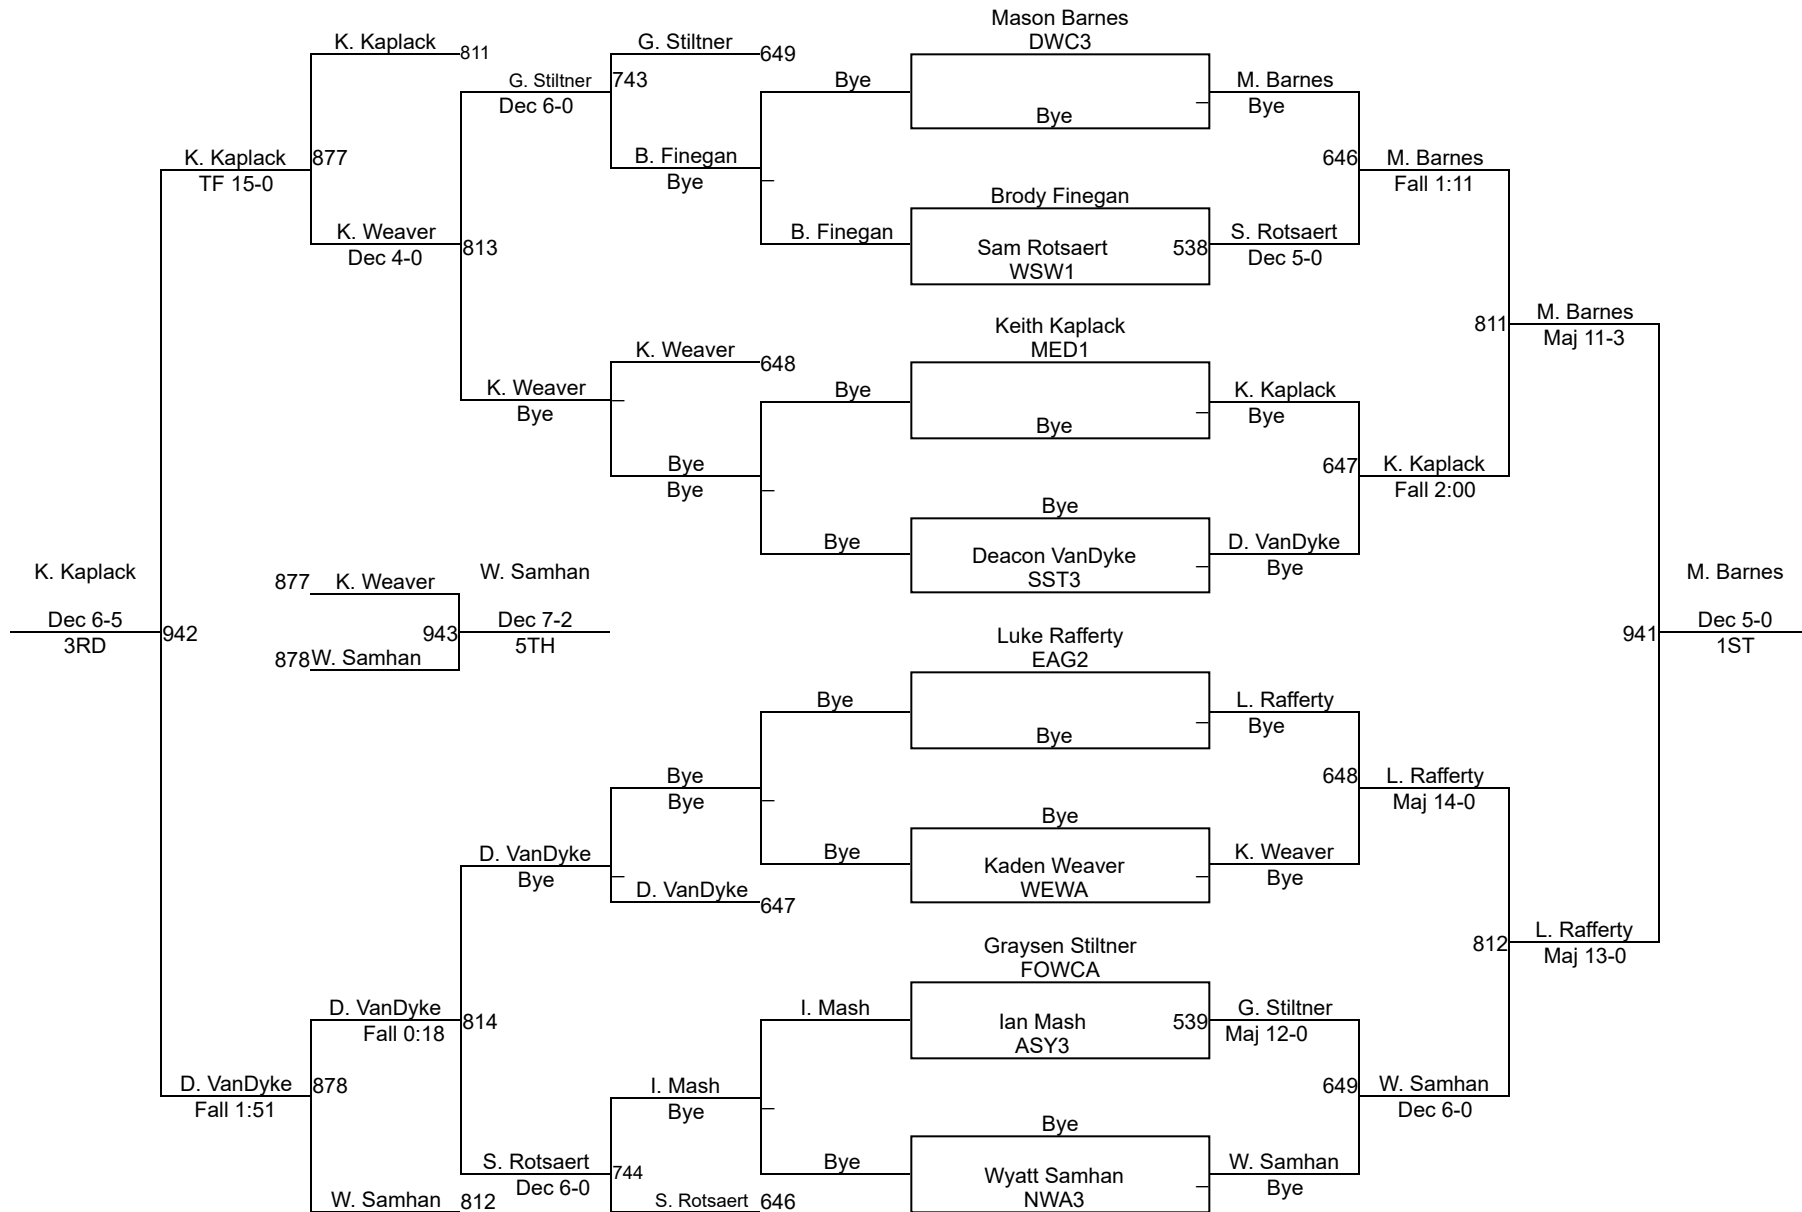 Mason Barnes
K. Kaplack
811
G. Stiltner
649
DWC3
G. Stiltner
743
Bye
M. Barnes
Dec 6-0
Bye
Bye
K. Kaplack
877
B. Finegan
646
M. Barnes
TF 15-0
Bye
Fall 1:11
Brody Finegan
K. Weaver
813
B. Finegan
Sam Rotsaert
538
S. Rotsaert
Dec 4-0
WSW1
Dec 5-0
Keith Kaplack
811
M. Barnes
K. Weaver
648
MED1
Maj 11-3
K. Weaver
Bye
K. Kaplack
Bye
Bye
Bye
Bye
647
K. Kaplack
Bye
Fall 2:00
Bye
Bye
Deacon VanDyke
D. VanDyke
K. Kaplack
877
K. Weaver
W. Samhan
SST3
Bye
M. Barnes
Dec 6-5
942
943
Dec 7-2
Luke Rafferty
941
Dec 5-0
3RD
878
W. Samhan
5TH
EAG2
1ST
Bye
L. Rafferty
Bye
Bye
Bye
648
L. Rafferty
Bye
Maj 14-0
Bye
D. VanDyke
Bye
Kaden Weaver
K. Weaver
Bye
D. VanDyke
647
WEWA
Bye
Graysen Stiltner
812
L. Rafferty
FOWCA
Maj 13-0
D. VanDyke
814
I. Mash
Ian Mash
539
G. Stiltner
Fall 0:18
ASY3
Maj 12-0
D. VanDyke
878
I. Mash
649
W. Samhan
Fall 1:51
Bye
Dec 6-0
Bye
S. Rotsaert
744
Bye
Wyatt Samhan
W. Samhan
Dec 6-0
Bye
W. Samhan
812
S. Rotsaert
646
NWA3